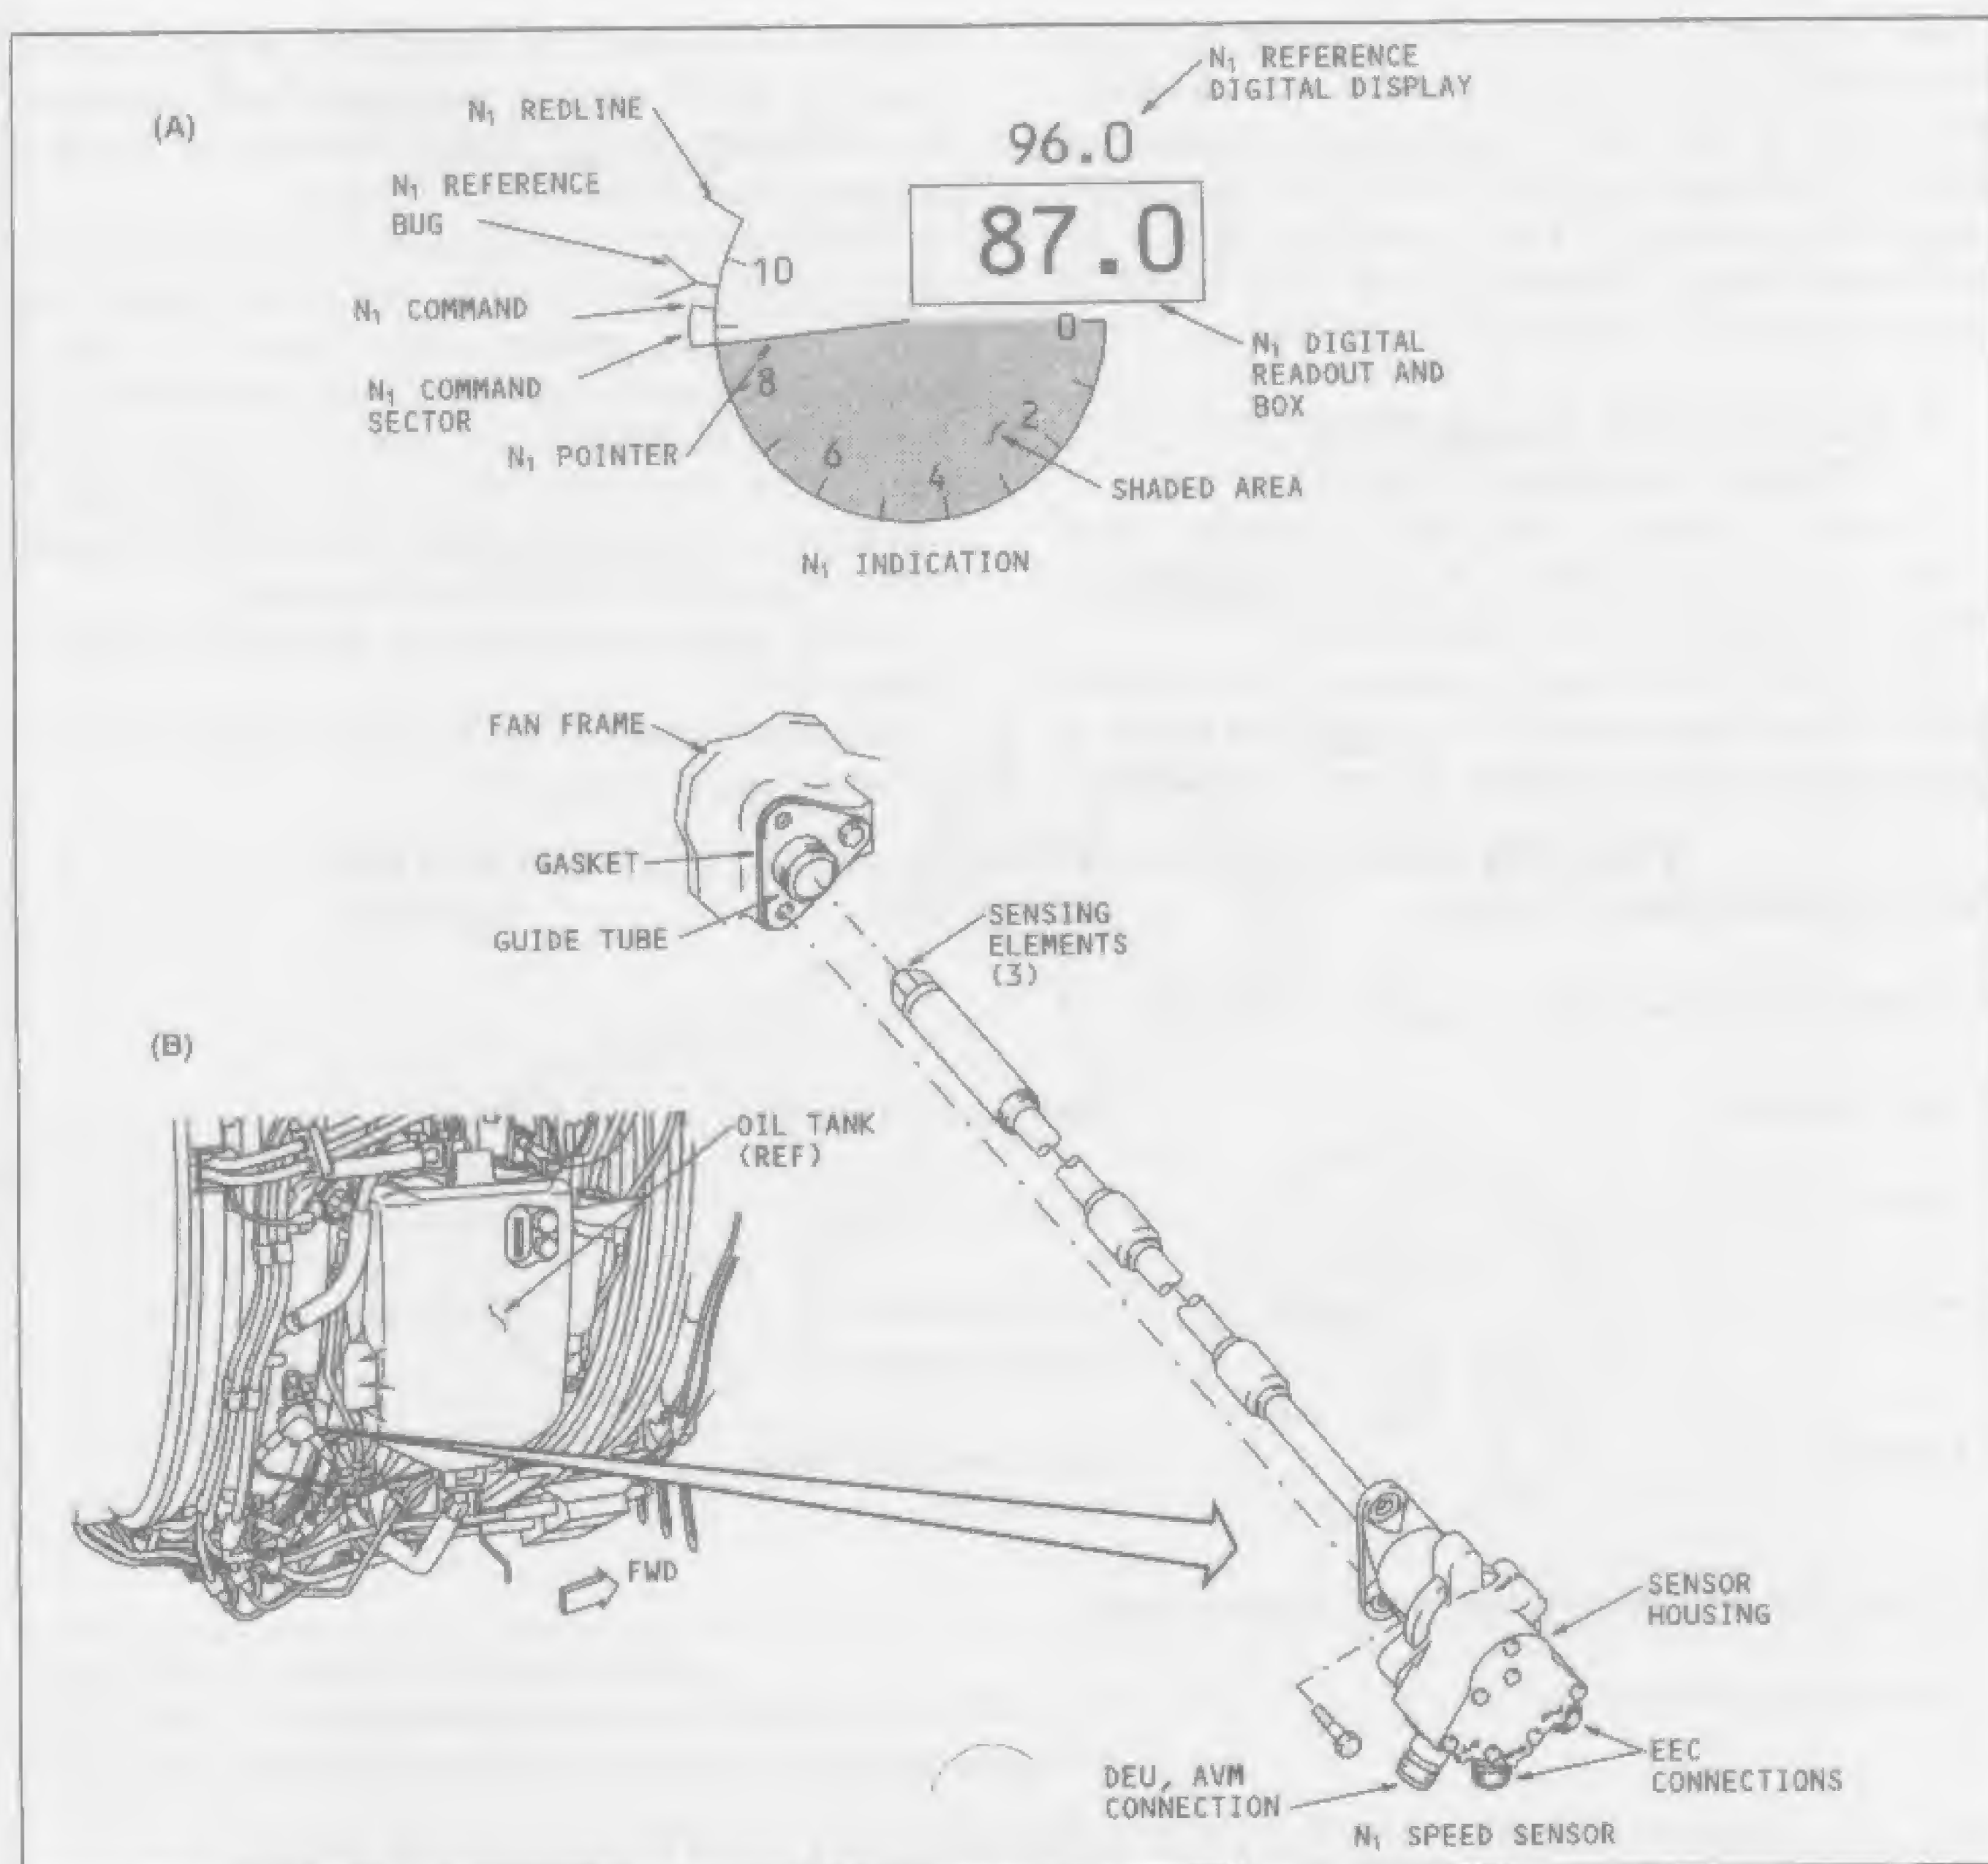 (A)
N₁ REDLINE
N₁ REFERENCE
BUG
N₁ COMMAND
N₁ COMMAND
SECTOR
N₁ POINTER
N₁ REFERENCE
DIGITAL DISPLAY
96.0
87.0
10
8
6
4
2
0
N₁ DIGITAL
READOUT AND
BOX
SHADED AREA
N₁ INDICATION
(B)
FAN FRAME
GASKET
GUIDE TUBE
SENSING
ELEMENTS
(3)
OIL TANK
(REF)
FWD
SENSOR
HOUSING
EEC
CONNECTIONS
DEU, AVM
CONNECTION
N₁ SPEED SENSOR